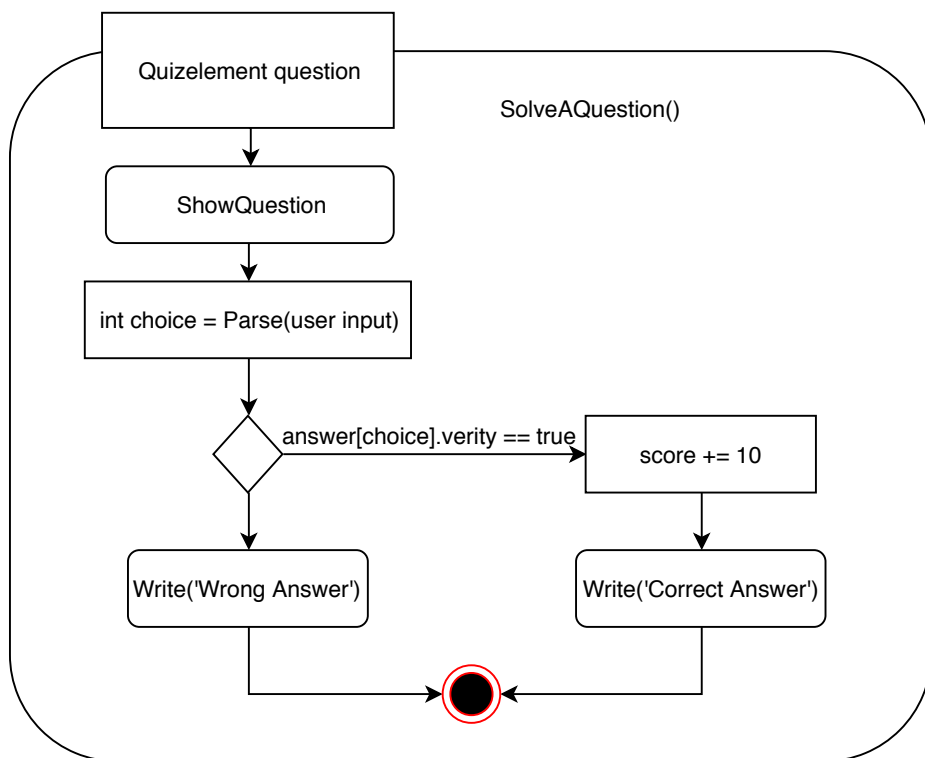 Quizelement question
SolveAQuestion()
ShowQuestion
int choice = Parse(user input)
answer[choice].verity == true
score += 10
Write('Wrong Answer')
Write('Correct Answer')